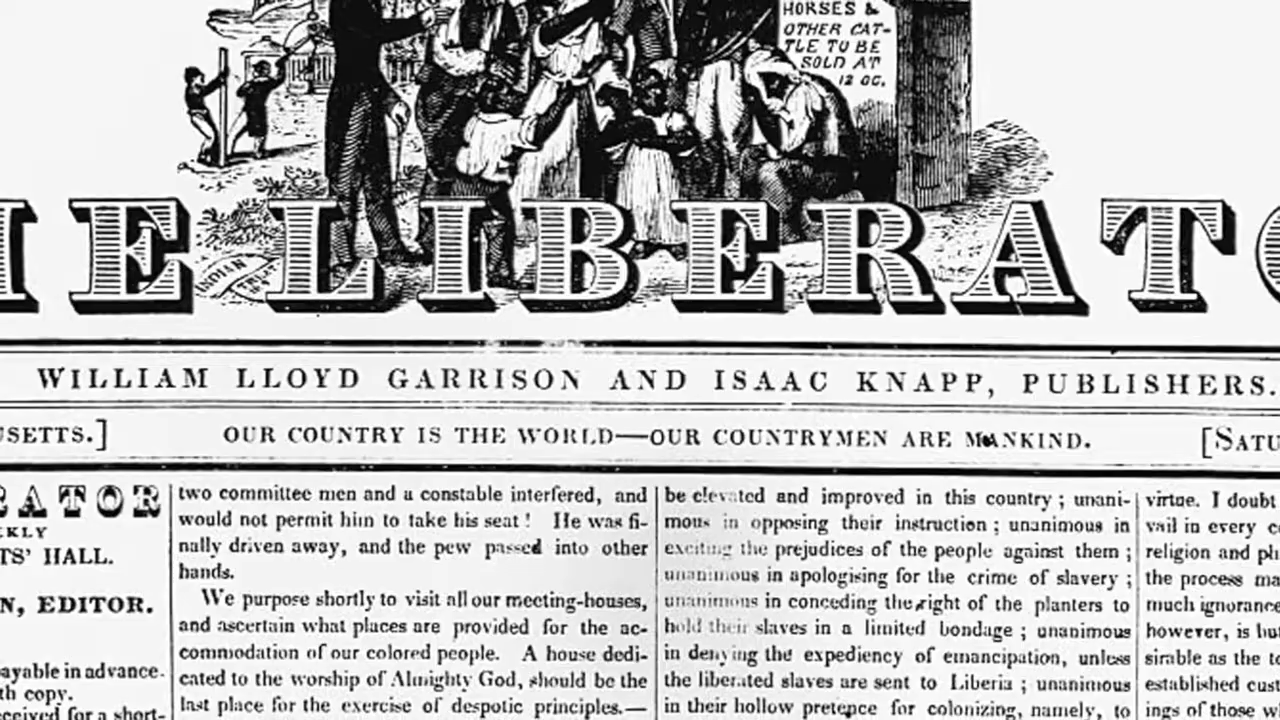 HORSES &
OTHER CAT-
TLE TO BE
SOLD AT
12 OC.
INDIAN
HE LIBERATO
WILLIAM LLOYD GARRISON AND ISAAC KNAPP, PUBLISHERS.
USETTS.]
OUR COUNTRY IS THE WORLD—OUR COUNTRYMEN ARE MANKIND.
[SATU
RATOR
EKLY
TS' HALL.
N, EDITOR.
payable in advance.
th copy.
eceived for a short-
two committee men and a constable interfered, and
would not permit him to take his seat! He was fi-
nally driven away, and the pew passed into other
hands.
We purpose shortly to visit all our meeting-houses,
and ascertain what places are provided for the ac-
commodation of our colored people. A house dedi-
cated to the worship of Almighty God, should be the
last place for the exercise of despotic principles.—
be elevated and improved in this country; unani-
mous in opposing their instruction; unanimous in
exciting the prejudices of the people against them;
unanimous in apologising for the crime of slavery;
unanimous in conceding the right of the planters to
hold their slaves in a limited bondage; unanimous
in denying the expediency of emancipation, unless
the liberated slaves are sent to Liberia; unanimous
in their hollow pretence for colonizing, namely, to
virtue. I doubt
vail in every c
religion and ph
the process ma
much ignorance
however, is but
sirable as the t
established cust
ings of those w